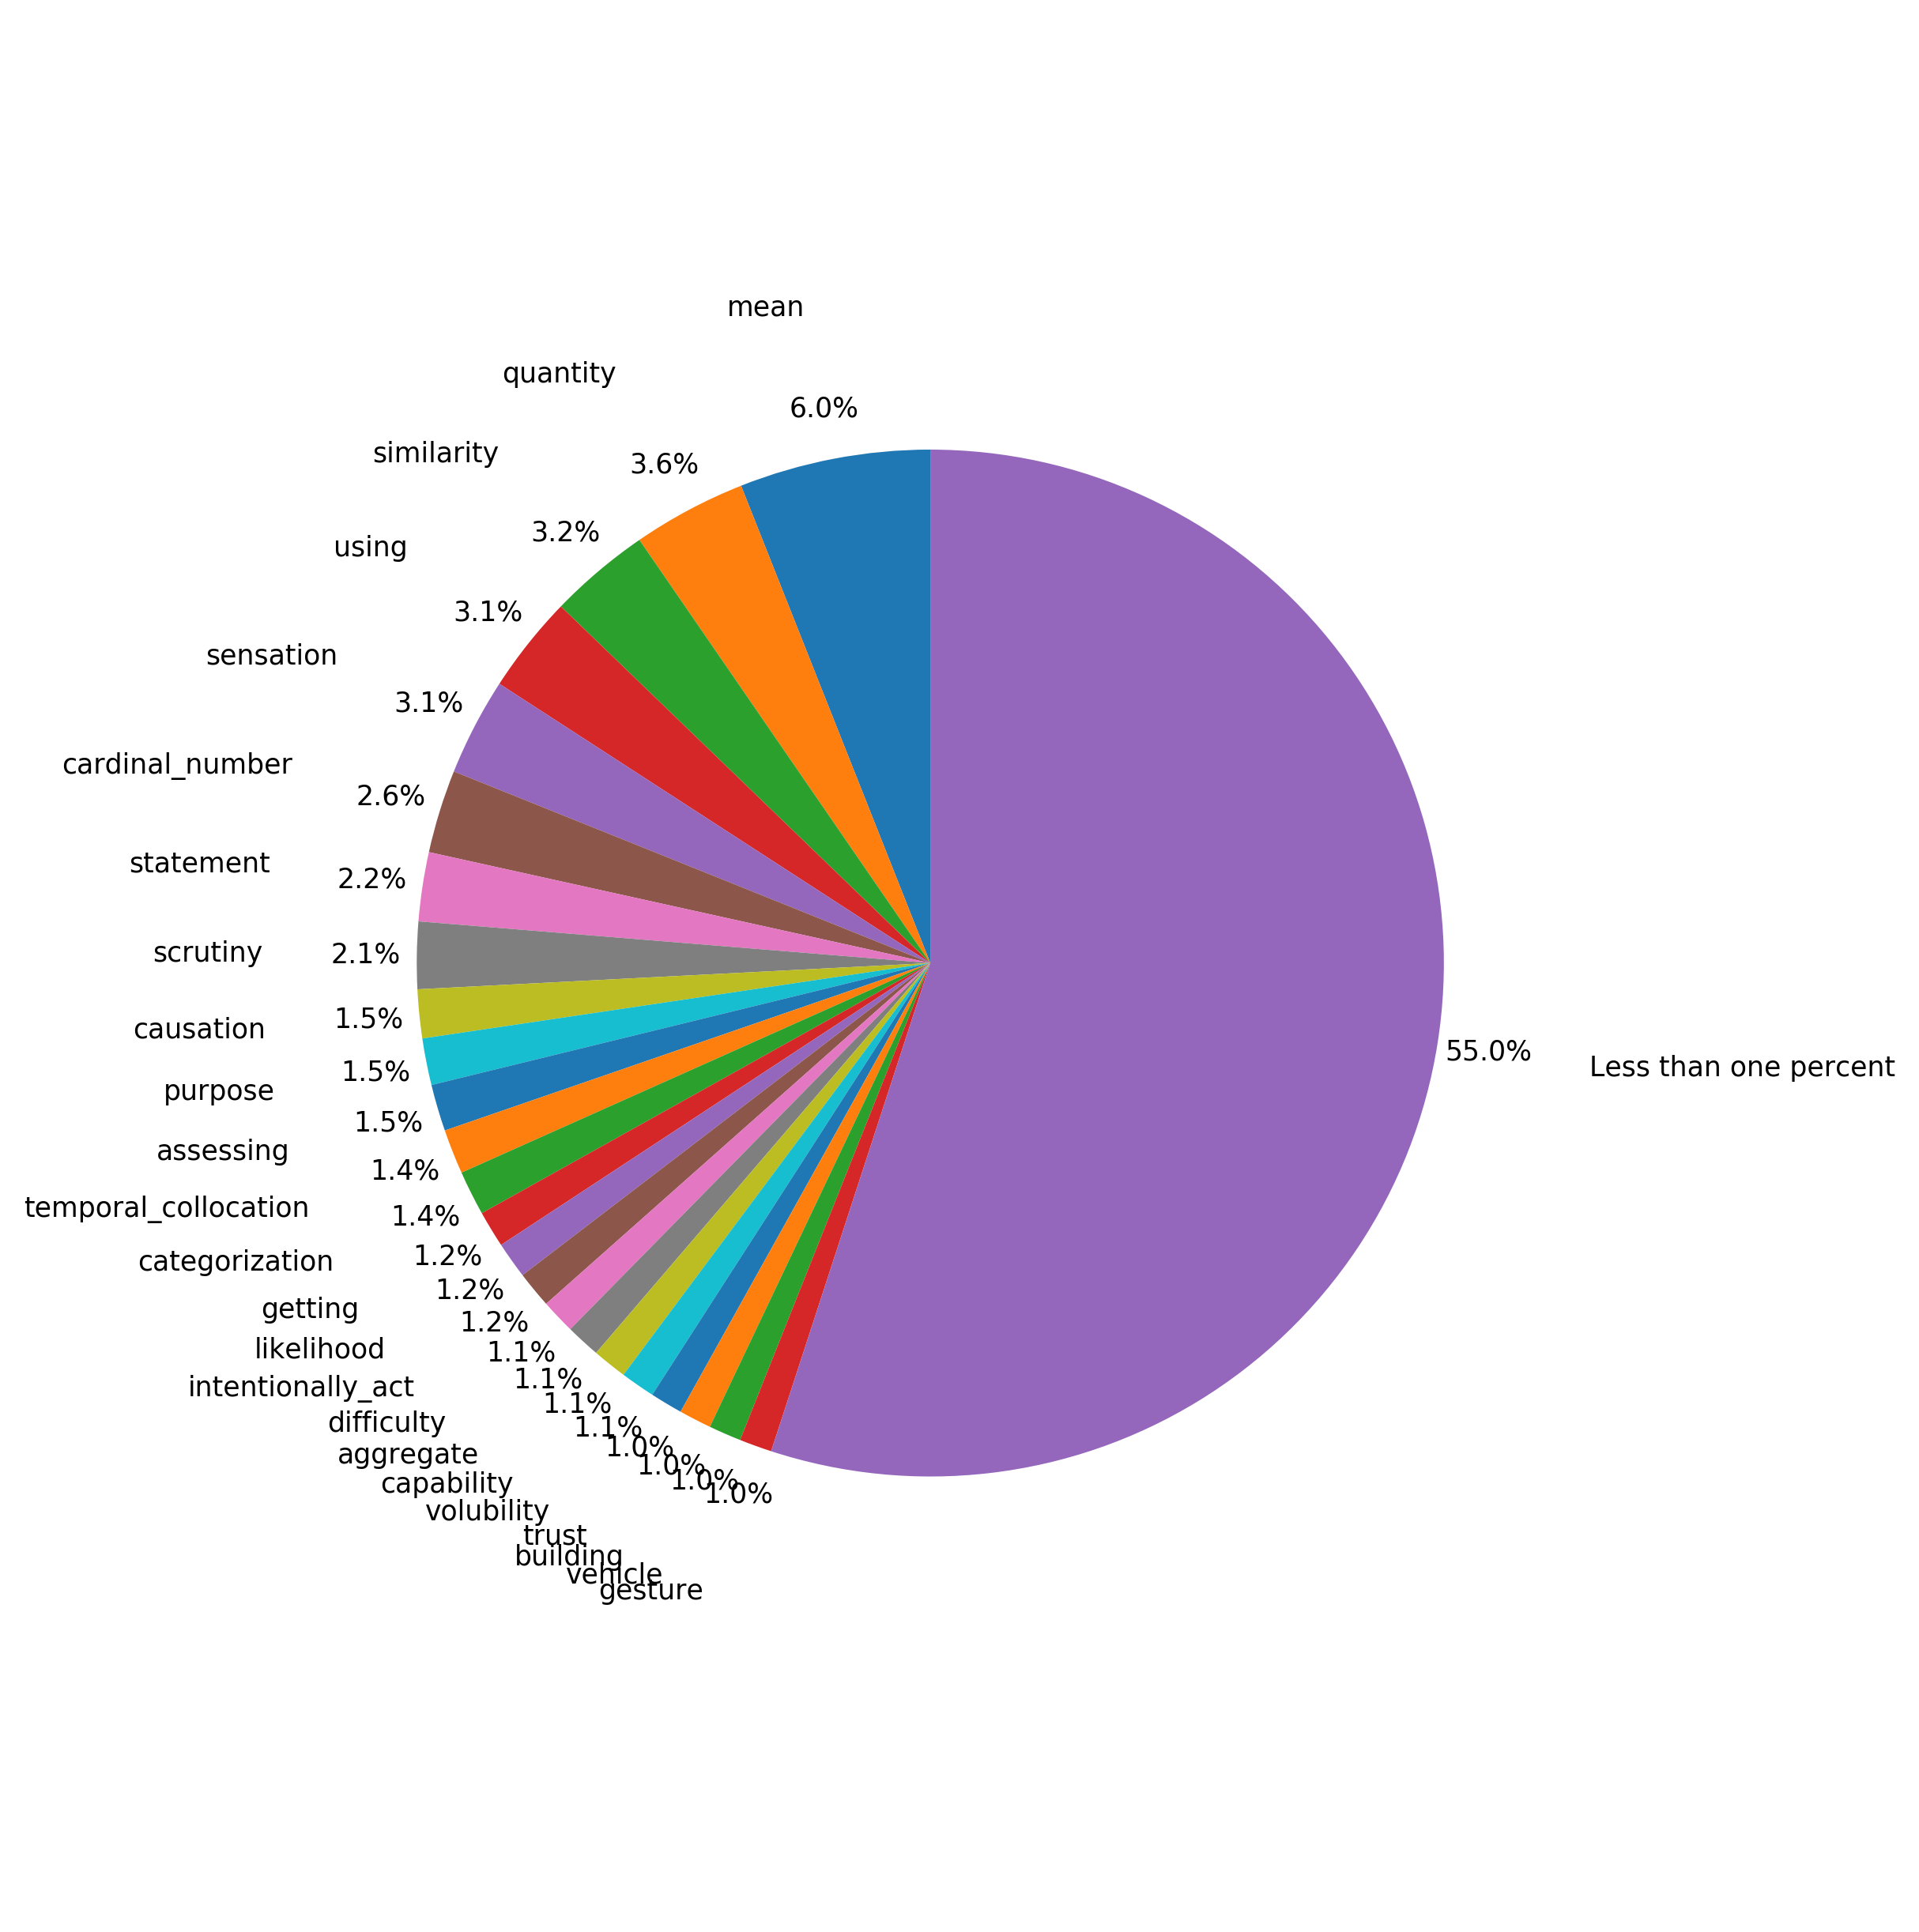 mean
quantity
6.0%
similarity
3.6%
3.2%
using
3.1%
sensation
3.1%
cardinal_number
2.6%
statement
2.2%
scrutiny
2.1%
causation
1.5%
55.0%
Less than one percent
purpose
1.5%
assessing
1.5%
temporal_collocation
1.4%
categorization
1.4%
getting
1.2%
likelihood
1.2%
intentionally_act
1.2%
difficulty
1.1%
aggregate
1.1%
capability
1.1%
volubility
1.1%
trust
1.0%
building
1.0%
vehicle
1.0%
gesture
1.0%